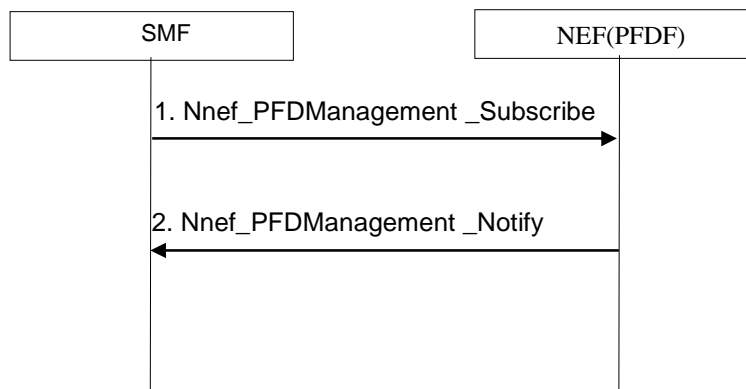 SMF
NEF(PFDF)
1. Nnef_PFDManagement _Subscribe
2. Nnef_PFDManagement _Notify